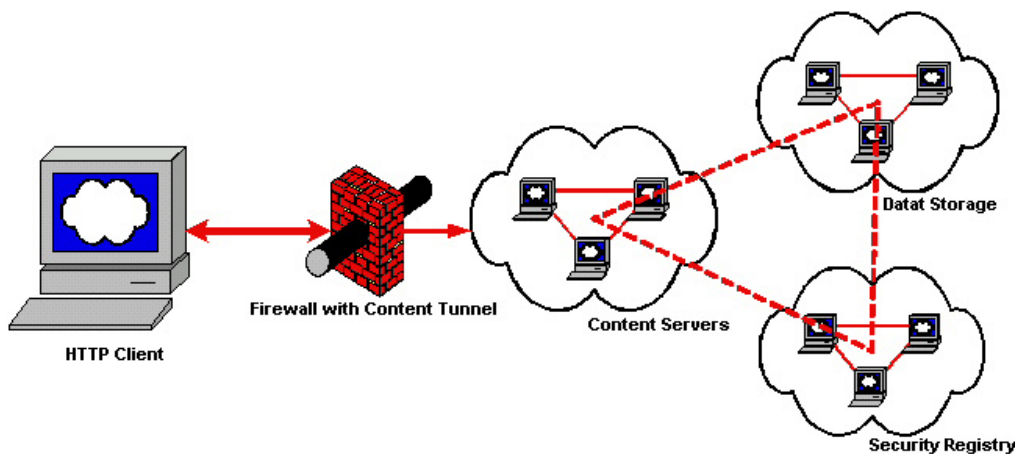 HTTP Client
Firewall with Content Tunnel
Content Servers
Datat Storage
Security Registry